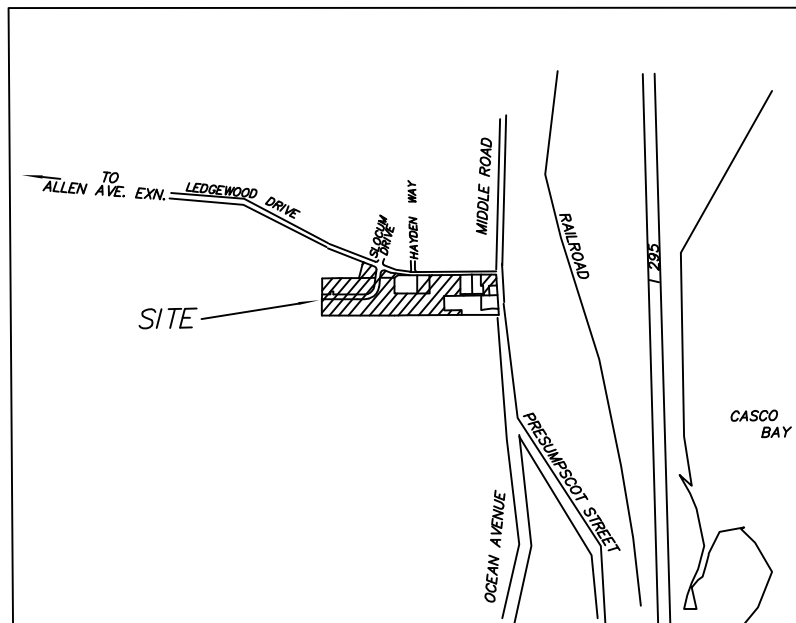 TO
ALLEN AVE. EXN.
LEDGEWOOD DRIVE
SLOCUM
DRIVE
HAYDEN WAY
MIDDLE ROAD
RAILROAD
I 295
SITE
CASCO
BAY
PRESUMPSCOT STREET
OCEAN AVENUE